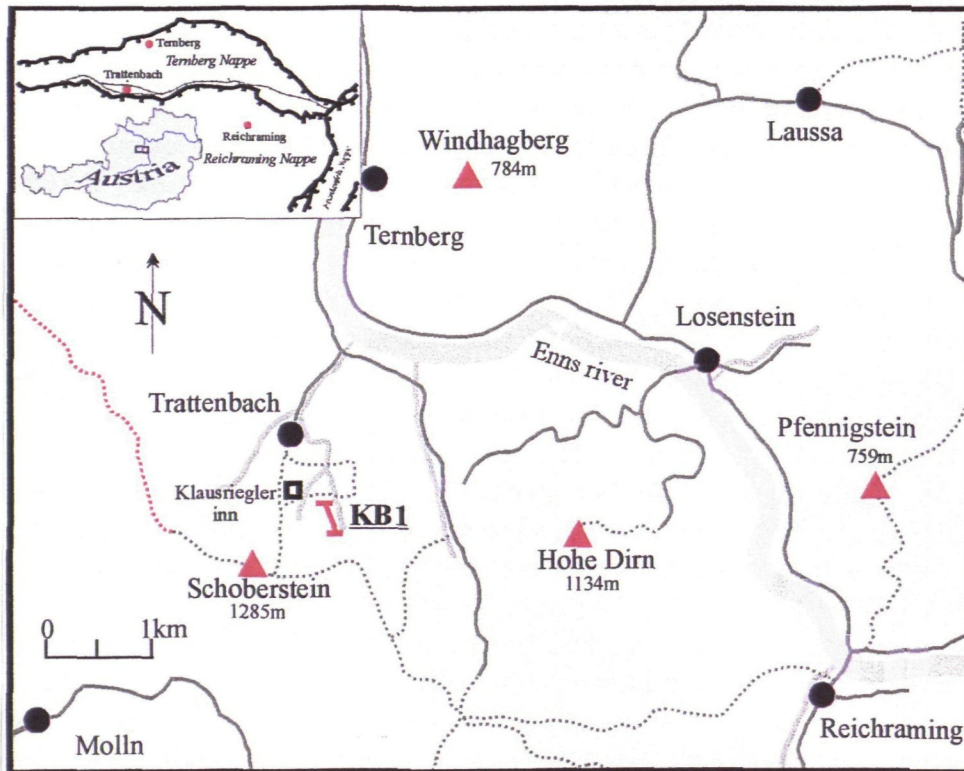 Ternberg
Ternberg Nappe
Trattenbach
Reichraming
Reichraming Nappe
Austria
Windhagberg
784m
Laussa
Ternberg
N
Losenstein
Enns river
Trattenbach
Pfennigstein
759m
Klausriegler
inn
KB1
Hohe Dirn
1134m
Schoberstein
1285m
0 1km
Molln
Reichraming